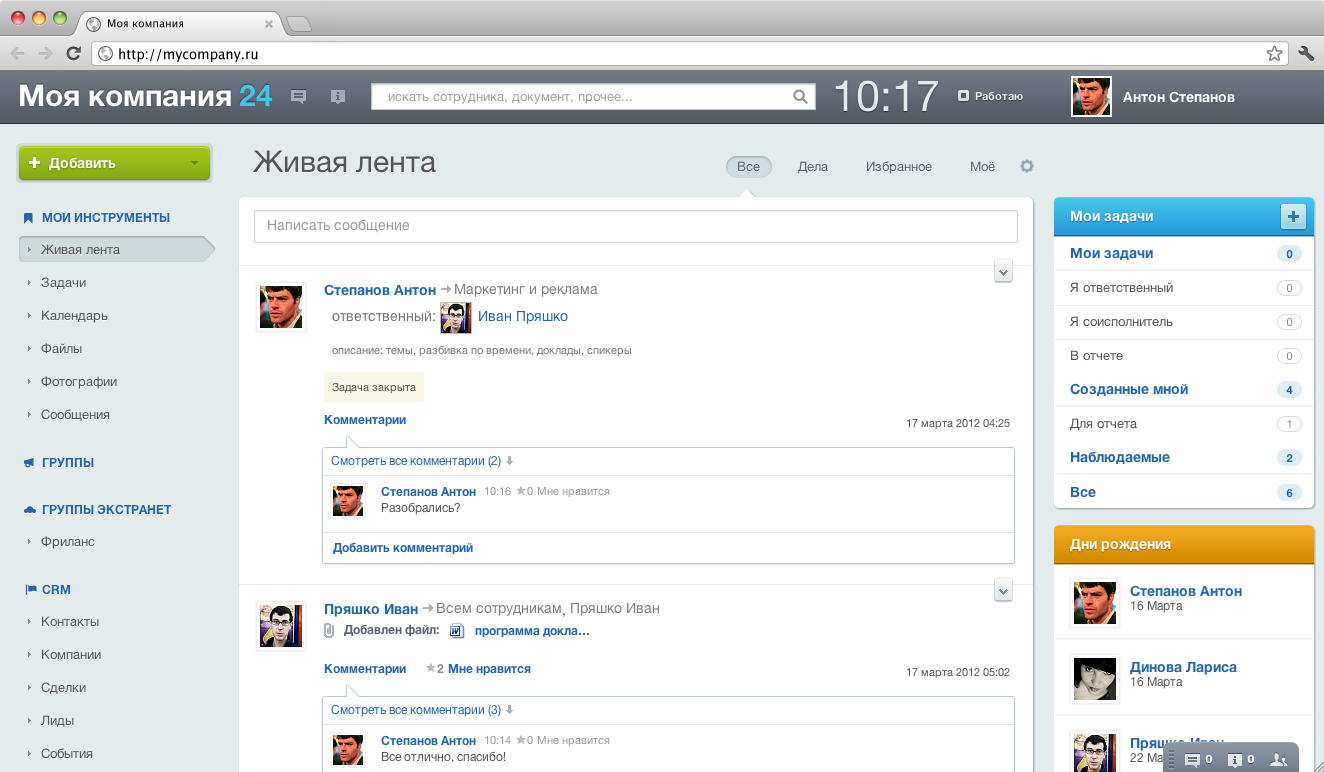 Моя компания
http://mycompany.ru
Моя компания 24
искать сотрудника, документ, прочее...
10:17
Работаю
Антон Степанов
Добавить
МОИ ИНСТРУМЕНТЫ
Живая лента
Задачи
Календарь
Файлы
Фотографии
Сообщения
ГРУППЫ
ГРУППЫ ЭКСТРАНЕТ
Фриланс
CRM
Контакты
Компании
Сделки
Лиды
События
Живая лента
Все
Дела
Избранное
Моё
Написать сообщение
Степанов Антон Маркетинг и реклама
ответственный: Иван Пряшко
описание: темы, разбивка по времени, доклады, спикеры
Задача закрыта
Комментарии
17 марта 2012 04:25
Смотреть все комментарии (2)
Степанов Антон 10:16 0 Мне нравится
Разобрались?
Добавить комментарий
Пряшко Иван Всем сотрудникам, Пряшко Иван
Добавлен файл: программа докла...
Комментарии 2 Мне нравится
17 марта 2012 05:02
Смотреть все комментарии (3)
Степанов Антон 10:14 0 Мне нравится
Все отлично, спасибо!
Мои задачи
Мои задачи 0
Я ответственный 0
Я соисполнитель 0
В отчете 0
Созданные мной 4
Для отчета 1
Наблюдаемые 2
Все 6
Дни рождения
Степанов Антон
16 Марта
Динова Лариса
16 Марта
22
0
0